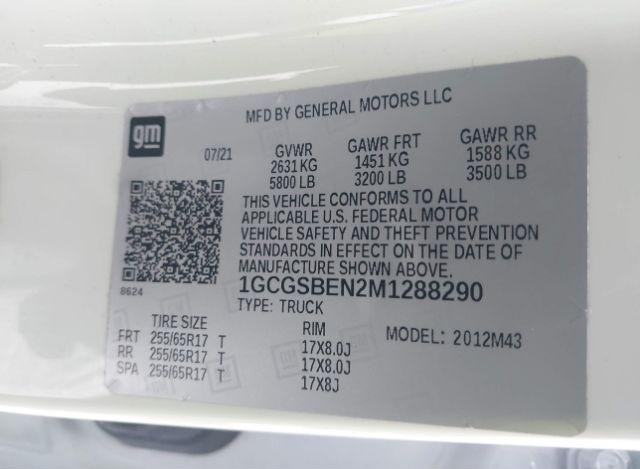 MFD BY GENERAL MOTORS LLC
gm
07/21 GVWR GAWR FRT GAWR RR
2631 KG 1451 KG 1588 KG
5800 LB 3200 LB 3500 LB
THIS VEHICLE CONFORMS TO ALL
APPLICABLE U.S. FEDERAL MOTOR
VEHICLE SAFETY AND THEFT PREVENTION
STANDARDS IN EFFECT ON THE DATE OF
MANUFACTURE SHOWN ABOVE.
8624
1GCGSBEN2M1288290
TYPE: TRUCK
TIRE SIZE RIM MODEL: 2012M43
FRT 255/65R17 T 17X8.0J
RR 255/65R17 T 17X8.0J
SPA 255/65R17 T 17X8J